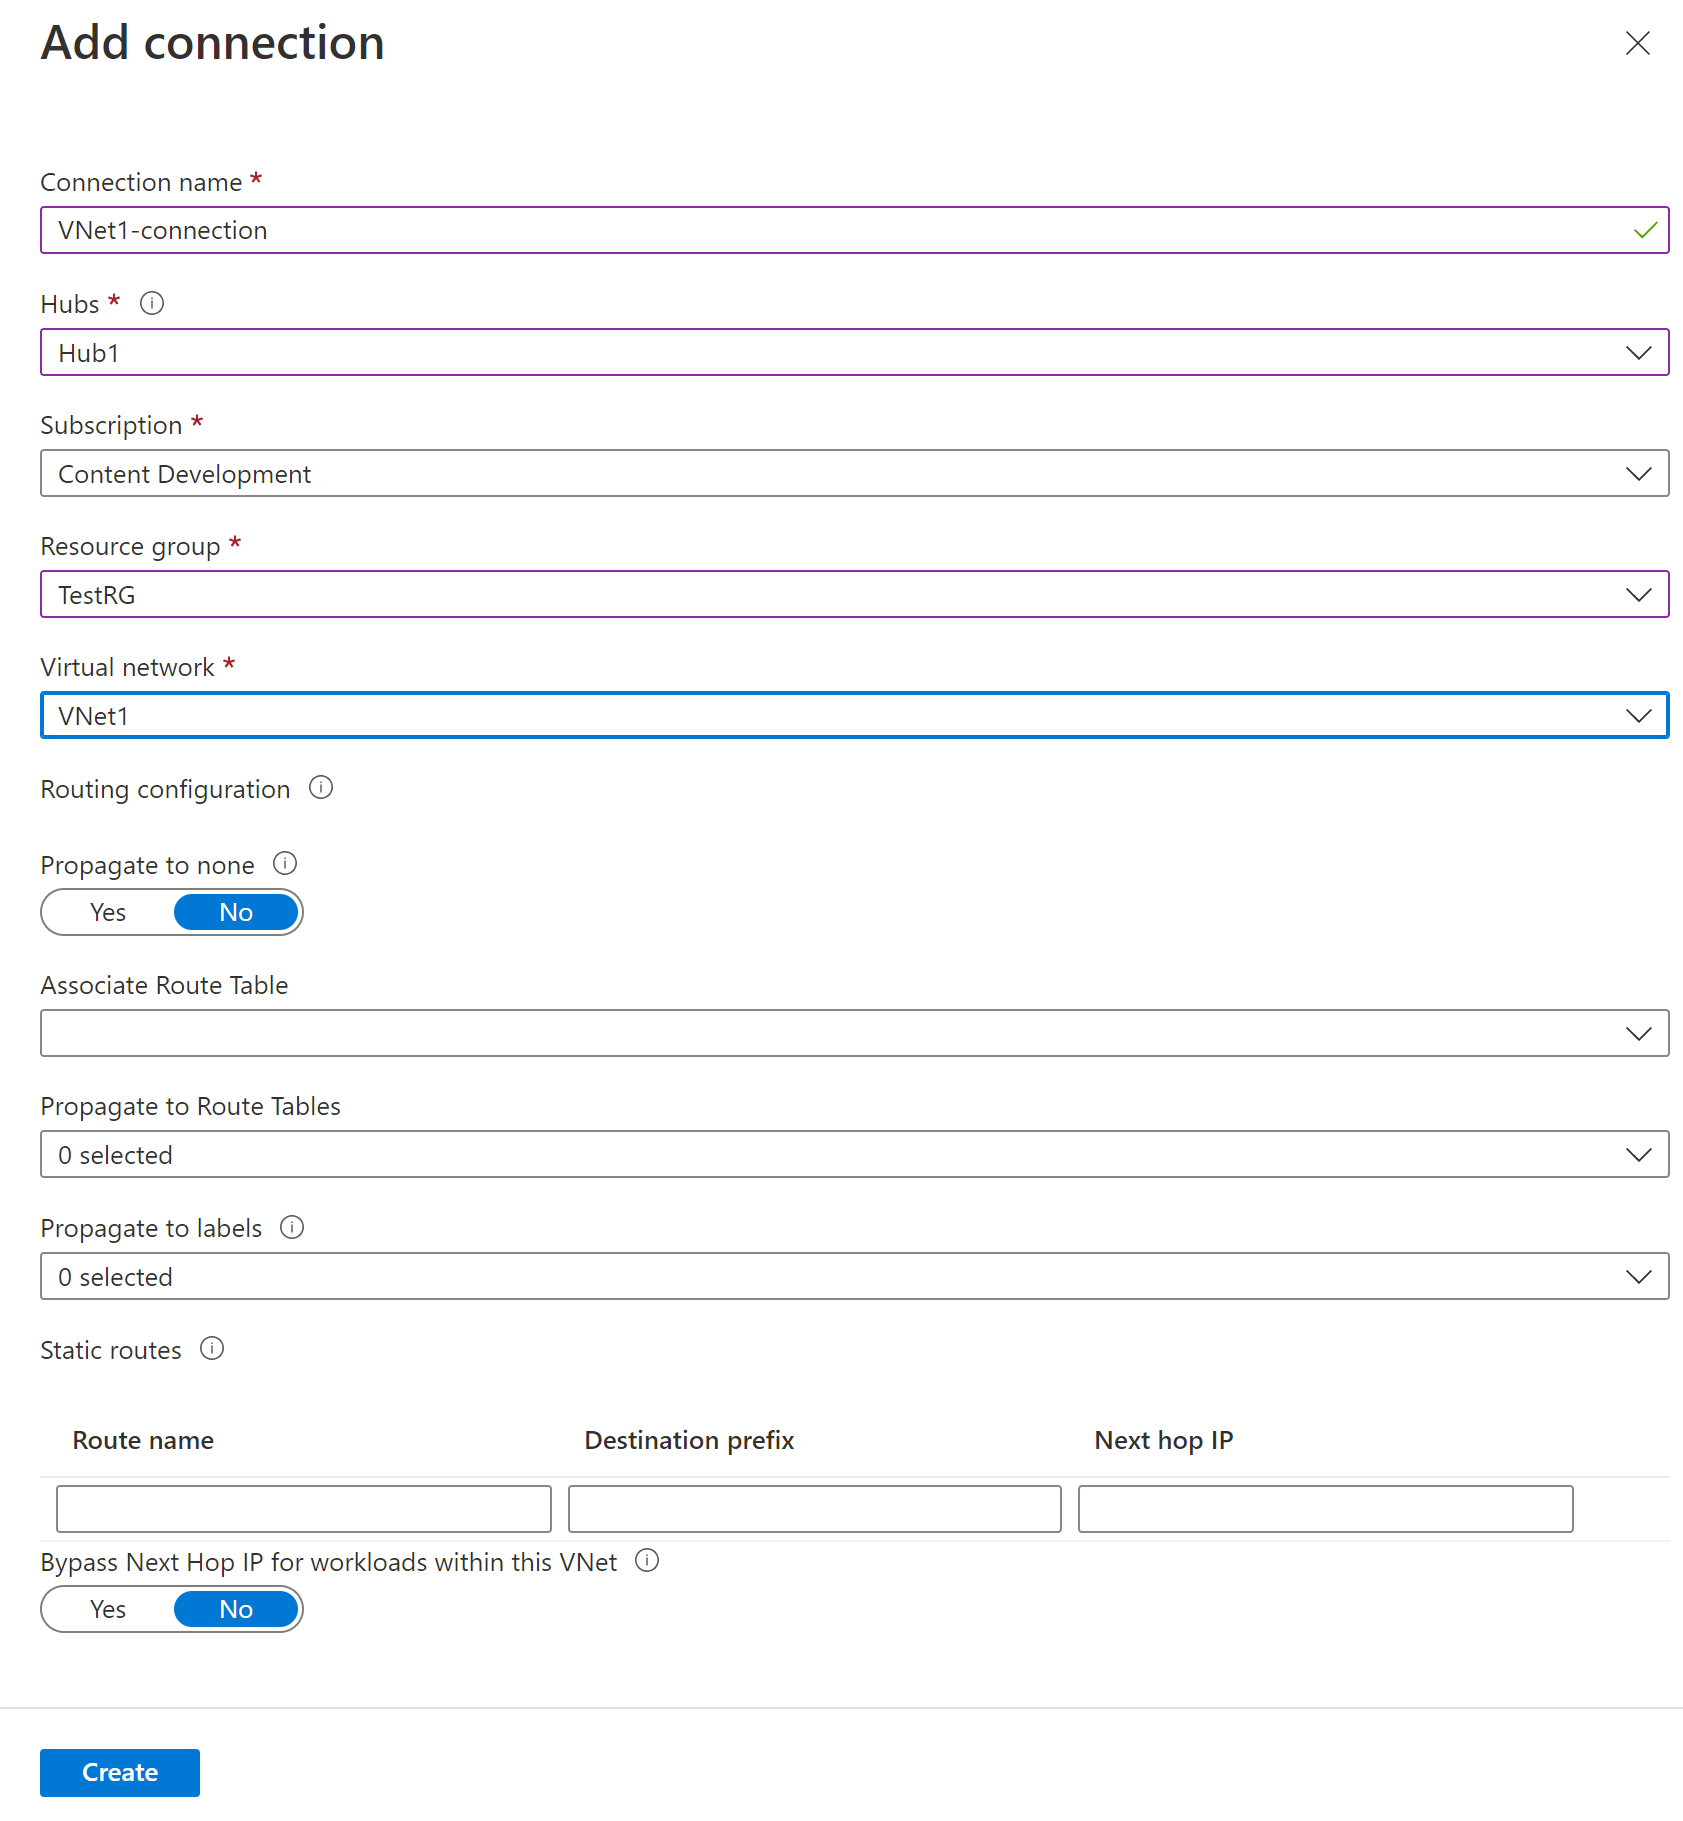 Add connection
Connection name *
VNet1-connection
Hubs *
Hub1
Subscription *
Content Development
Resource group *
TestRG
Virtual network *
VNet1
Routing configuration
Propagate to none
Yes No
Associate Route Table
Propagate to Route Tables
0 selected
Propagate to labels
0 selected
Static routes
Route name Destination prefix Next hop IP
Bypass Next Hop IP for workloads within this VNet
Yes No
Create